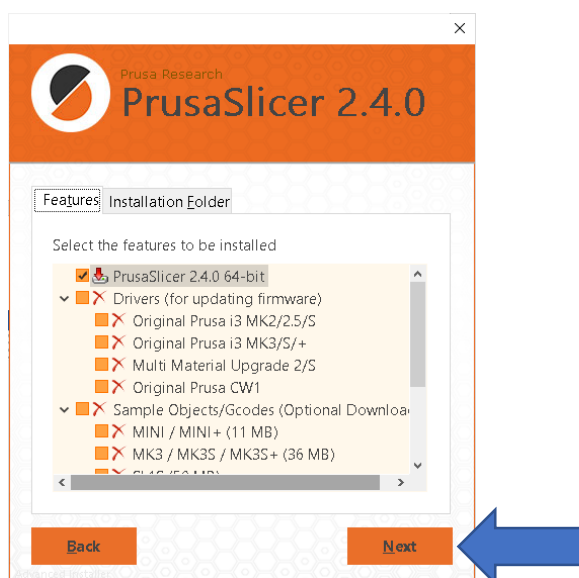 Prusa Research
PrusaSlicer 2.4.0
Features
Installation Folder
Select the features to be installed
PrusaSlicer 2.4.0 64-bit
Drivers (for updating firmware)
Original Prusa i3 MK2/2.5/S
Original Prusa i3 MK3/S/+
Multi Material Upgrade 2/S
Original Prusa CW1
Sample Objects/Gcodes (Optional Downloa
MINI / MINI+ (11 MB)
MK3 / MK3S / MK3S+ (36 MB)
Back
Next
Advanced Installer